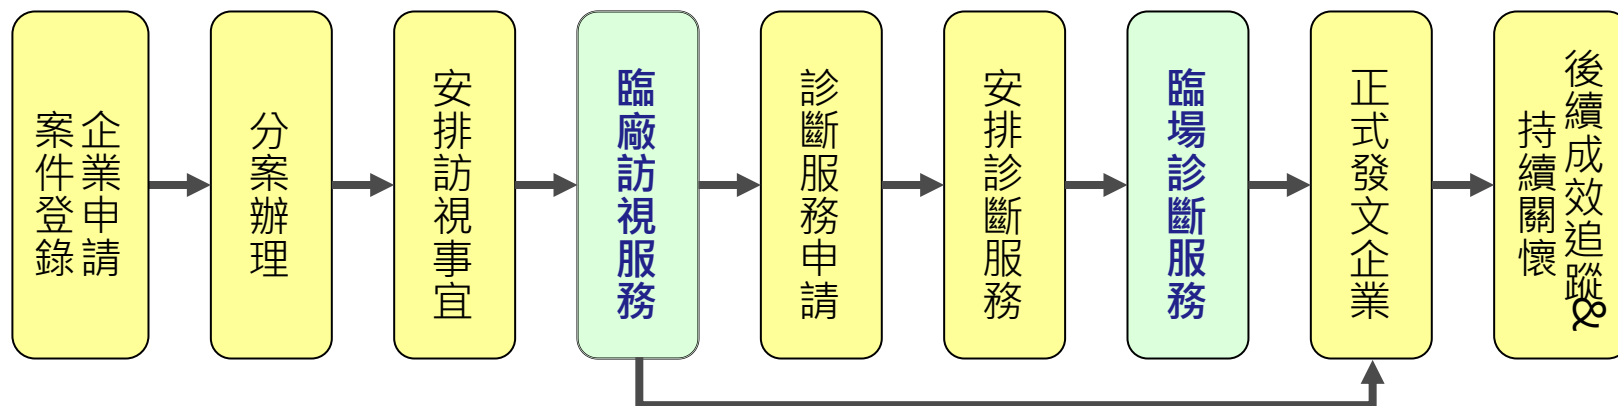 企業申請
案件登錄
分案辦理
安排訪視事宜
臨廠訪視服務
診斷服務申請
安排診斷服務
臨場診斷服務
正式發文企業
後續成效追蹤&
持續關懷